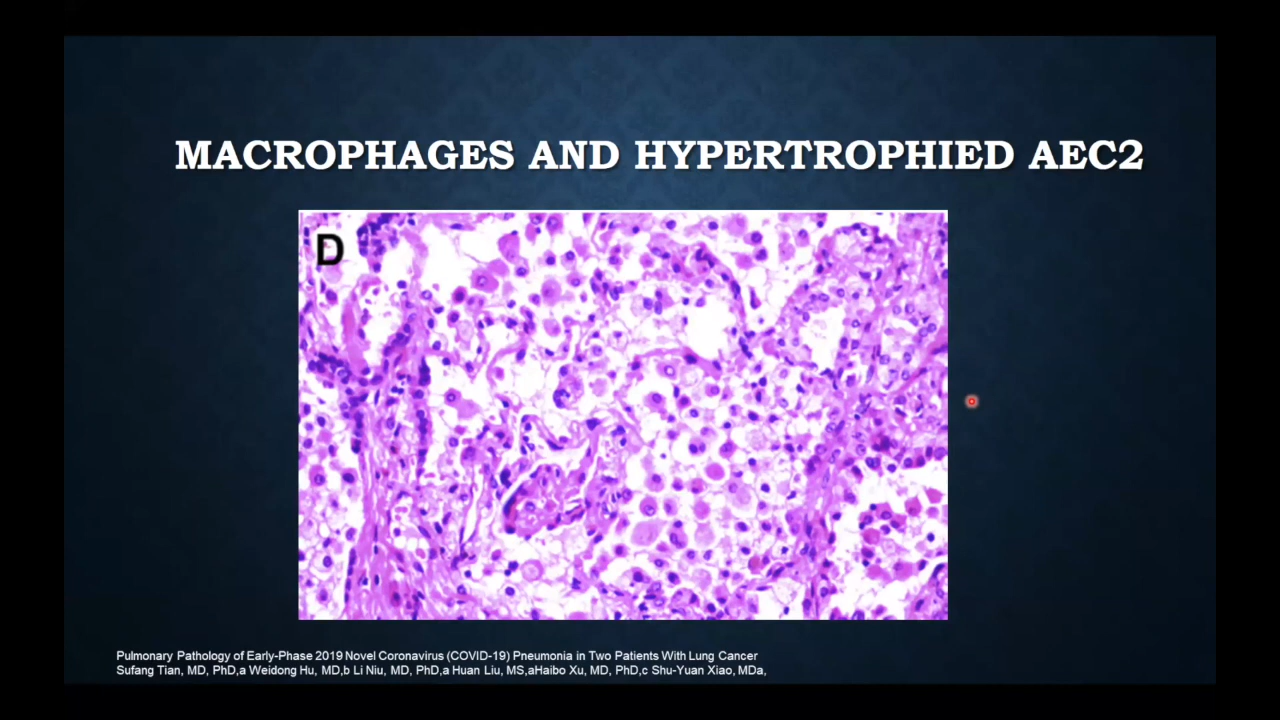 MACROPHAGES AND HYPERTROPHIED AEC2
D
Pulmonary Pathology of Early-Phase 2019 Novel Coronavirus (COVID-19) Pneumonia in Two Patients With Lung Cancer
Sufang Tian, MD, PhD,a Weidong Hu, MD,b Li Niu, MD, PhD,a Huan Liu, MS,aHaibo Xu, MD, PhD,c Shu-Yuan Xiao, MDa,